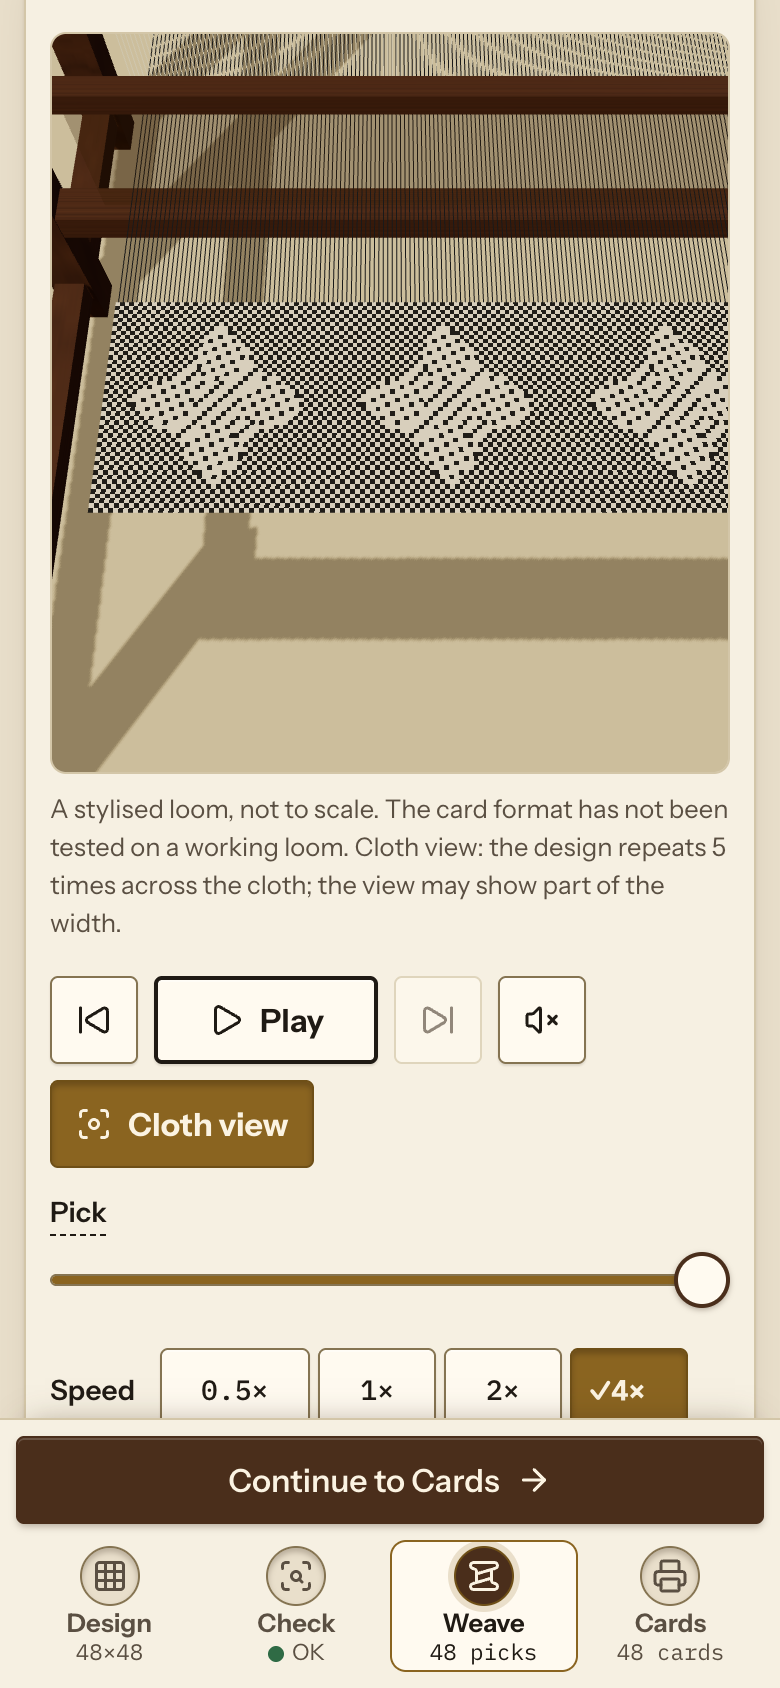 A stylised loom, not to scale. The card format has not been
tested on a working loom. Cloth view: the design repeats 5
times across the cloth; the view may show part of the
width.
Play
Cloth view
Pick
Speed 0.5× 1× 2× ✓4×
Continue to Cards →
Design Check Weave Cards
48×48 OK 48 picks 48 cards